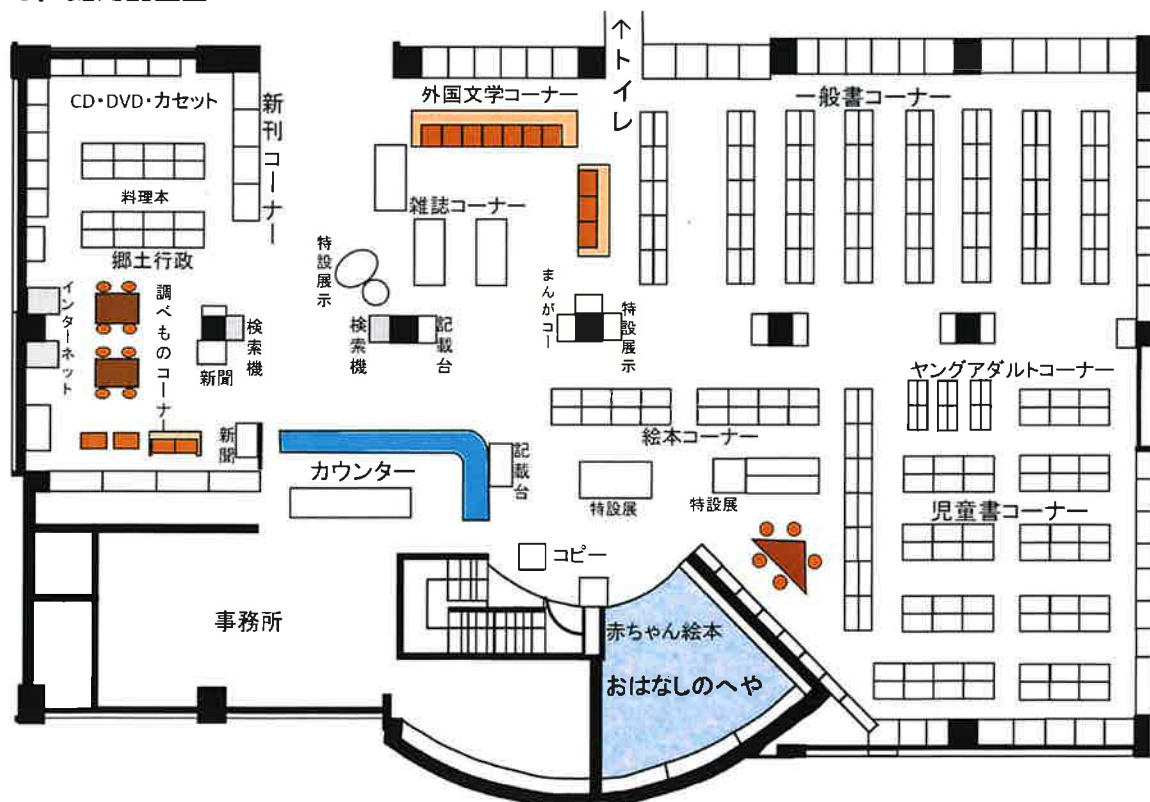 ↑トイレ
CD・DVD・カセット
新刊コーナー
外国文学コーナー
一般書コーナー
料理本
雑誌コーナー
郷土行政
特設展示
インターネット
調べものコーナー
検索機
新聞
検索機
記載台
まんがコー
特設展示
ヤングアダルトコーナー
新聞
カウンター
記載台
絵本コーナー
特設展
特設展
児童書コーナー
コピー
事務所
赤ちゃん絵本
おはなしのへや